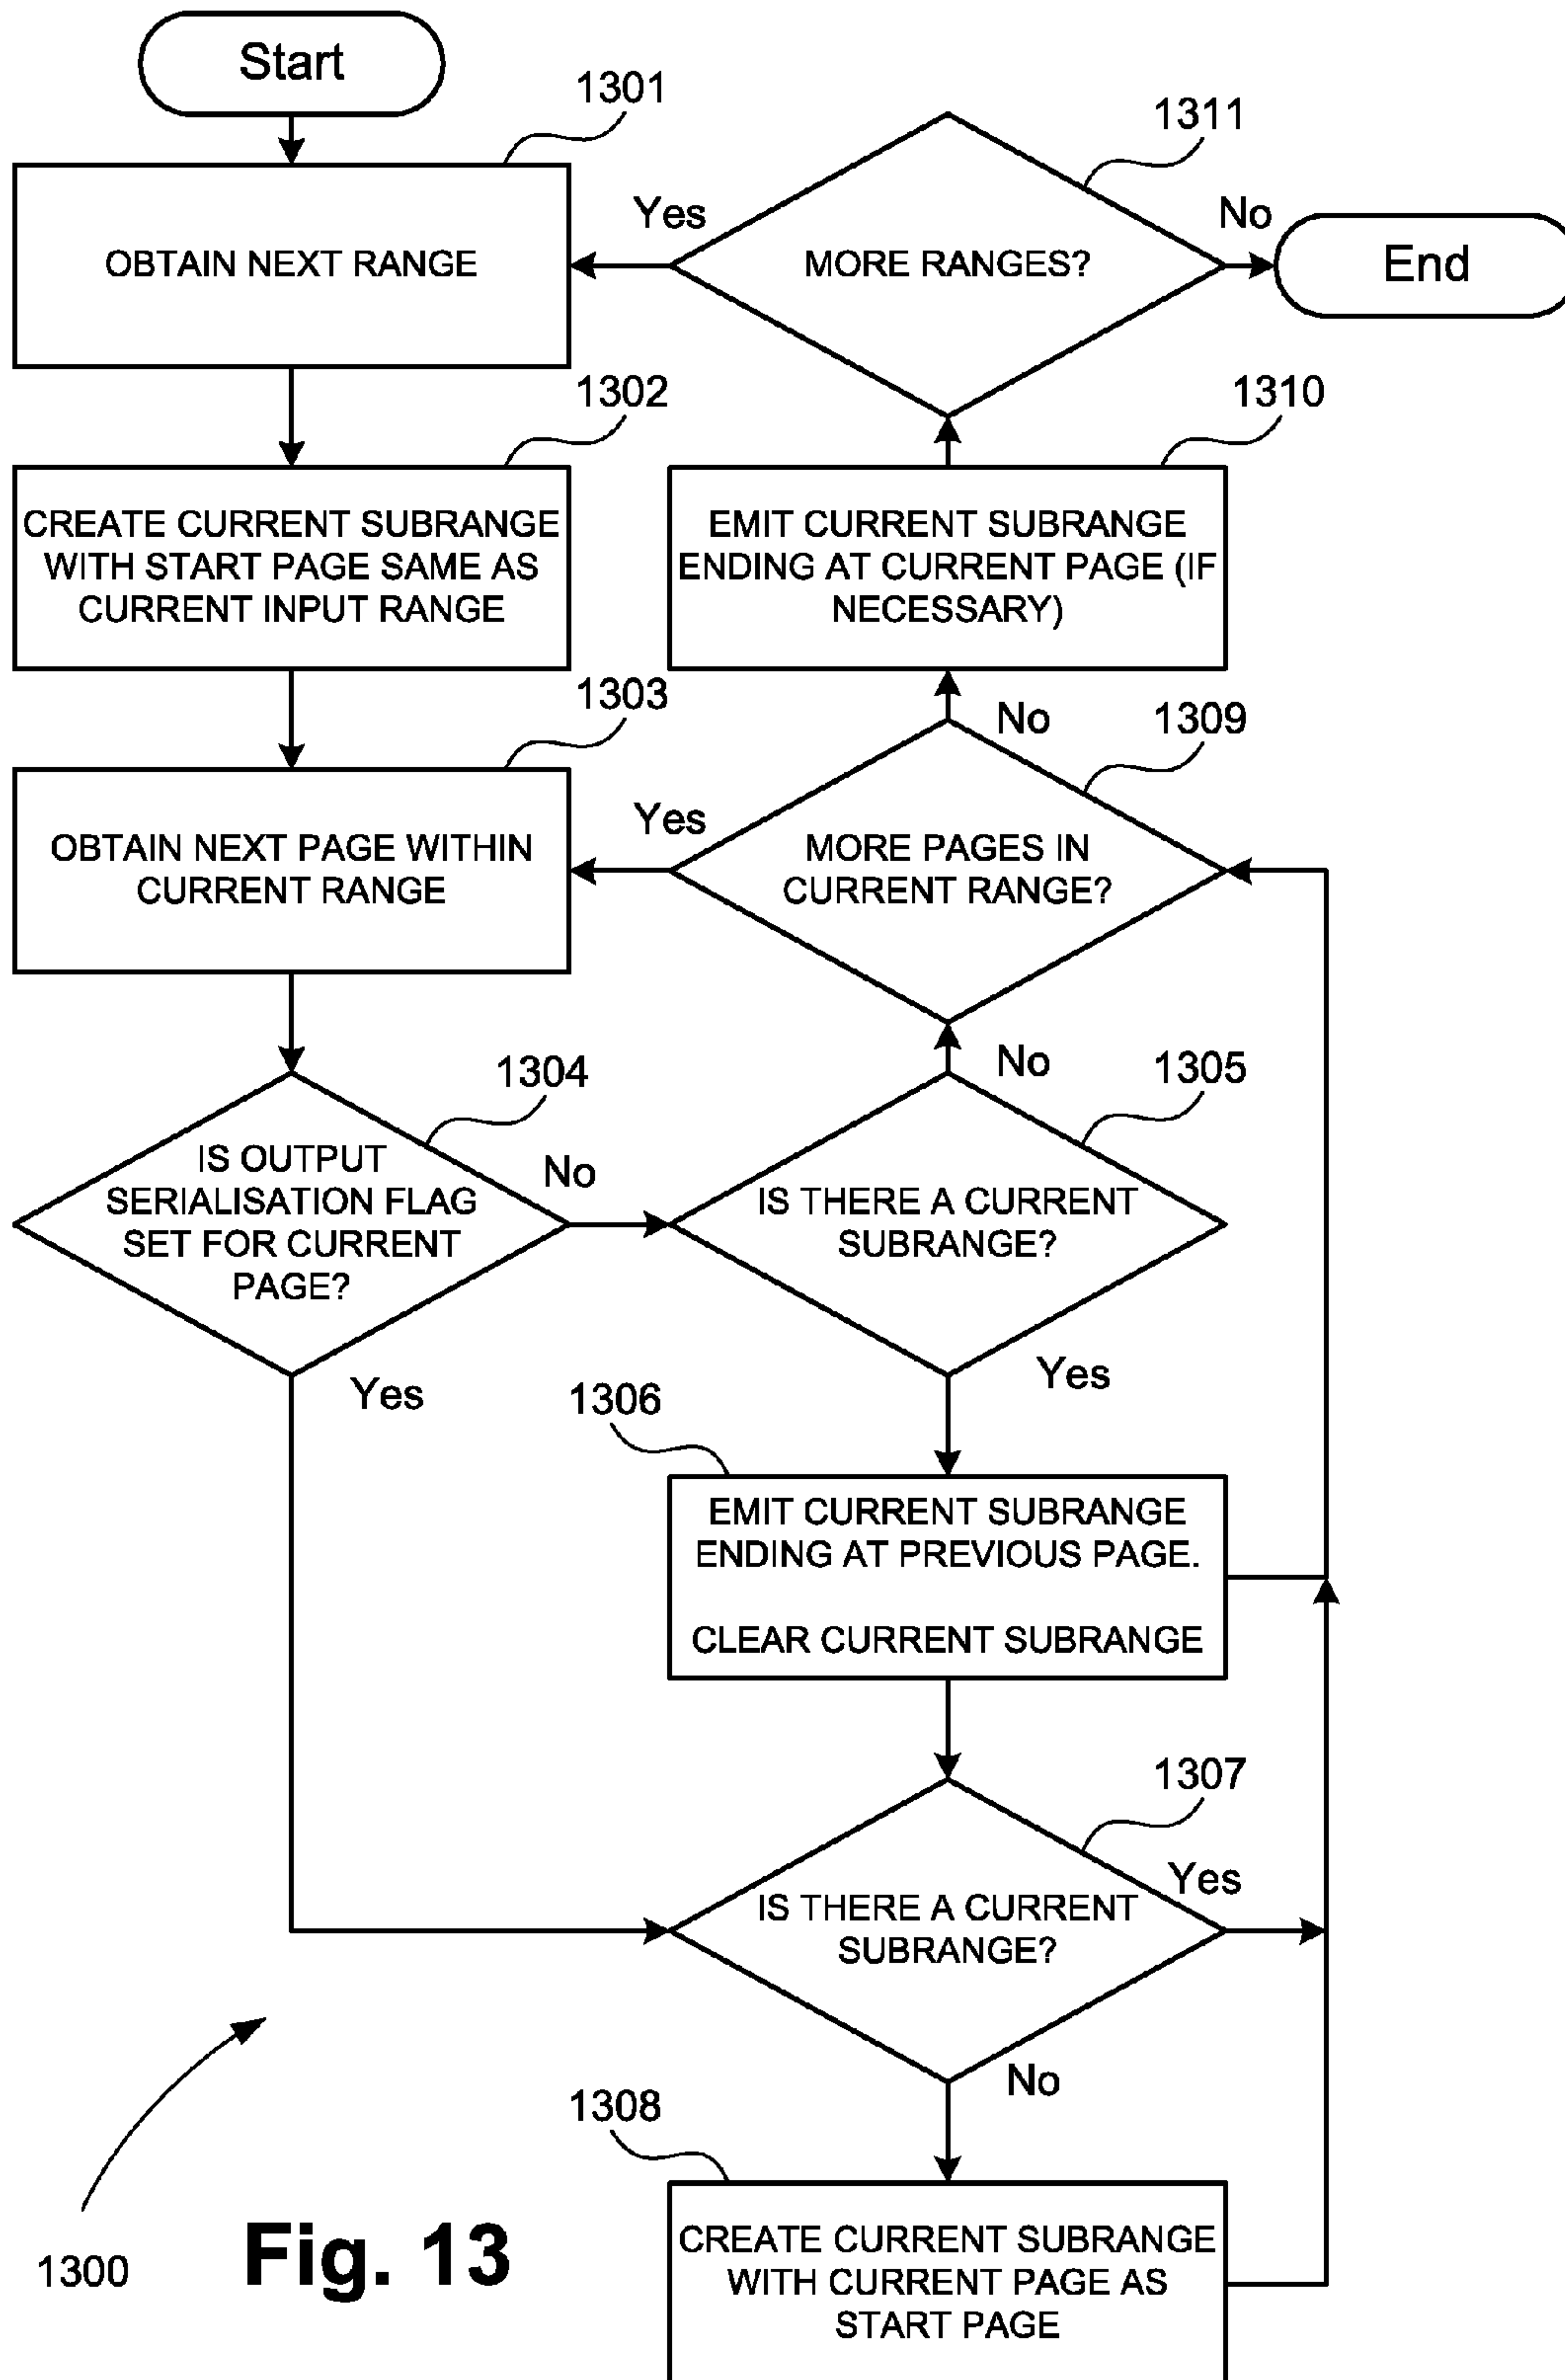 Start
1301
OBTAIN NEXT RANGE
1302
CREATE CURRENT SUBRANGE
WITH START PAGE SAME AS
CURRENT INPUT RANGE
1303
OBTAIN NEXT PAGE WITHIN
CURRENT RANGE
1304
IS OUTPUT
SERIALISATION FLAG
SET FOR CURRENT
PAGE?
No
Yes
1305
IS THERE A CURRENT
SUBRANGE?
No
Yes
1306
EMIT CURRENT SUBRANGE
ENDING AT PREVIOUS PAGE.
CLEAR CURRENT SUBRANGE
1307
IS THERE A CURRENT
SUBRANGE?
Yes
No
1308
CREATE CURRENT SUBRANGE
WITH CURRENT PAGE AS
START PAGE
1309
MORE PAGES IN
CURRENT RANGE?
Yes
No
1310
EMIT CURRENT SUBRANGE
ENDING AT CURRENT PAGE (IF
NECESSARY)
1311
MORE RANGES?
Yes
No
End
1300
Fig. 13